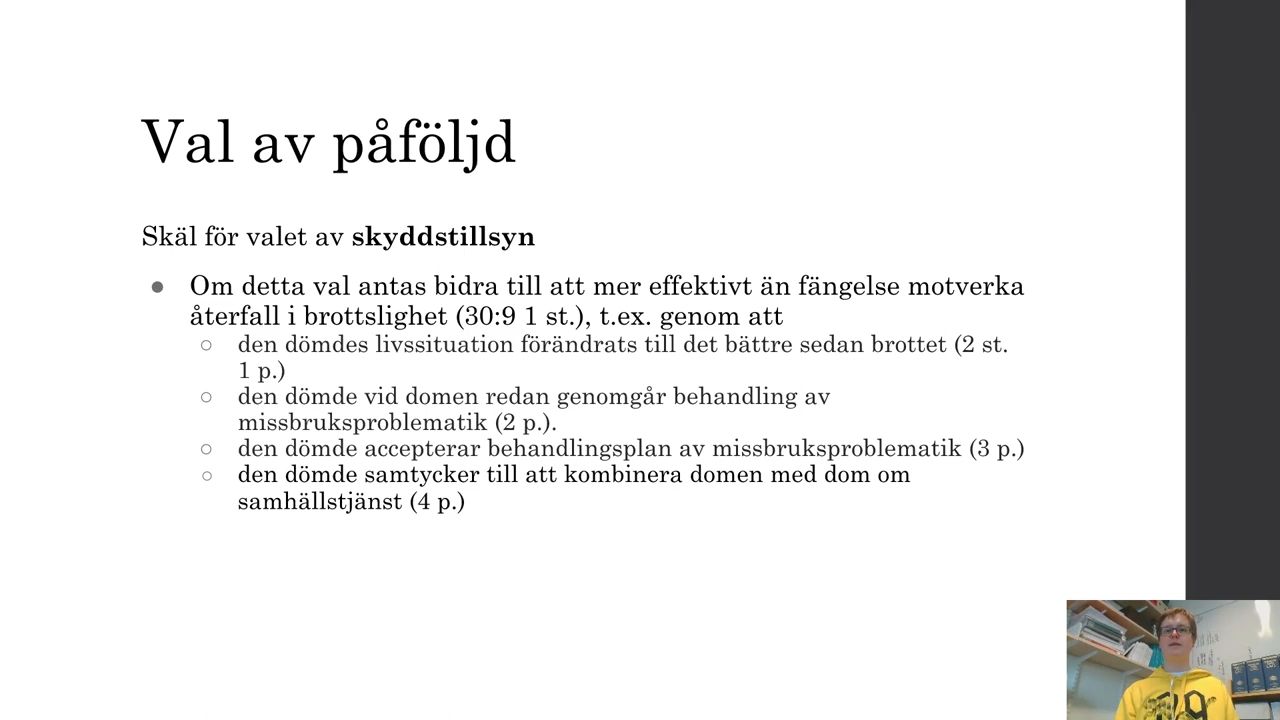 Val av påföljd
Skäl för valet av skyddstillsyn
● Om detta val antas bidra till att mer effektivt än fängelse motverka
återfall i brottslighet (30:9 1 st.), t.ex. genom att
○ den dömdes livssituation förändrats till det bättre sedan brottet (2 st.
1 p.)
○ den dömde vid domen redan genomgår behandling av
missbruksproblematik (2 p.).
○ den dömde accepterar behandlingsplan av missbruksproblematik (3 p.)
○ den dömde samtycker till att kombinera domen med dom om
samhällstjänst (4 p.)